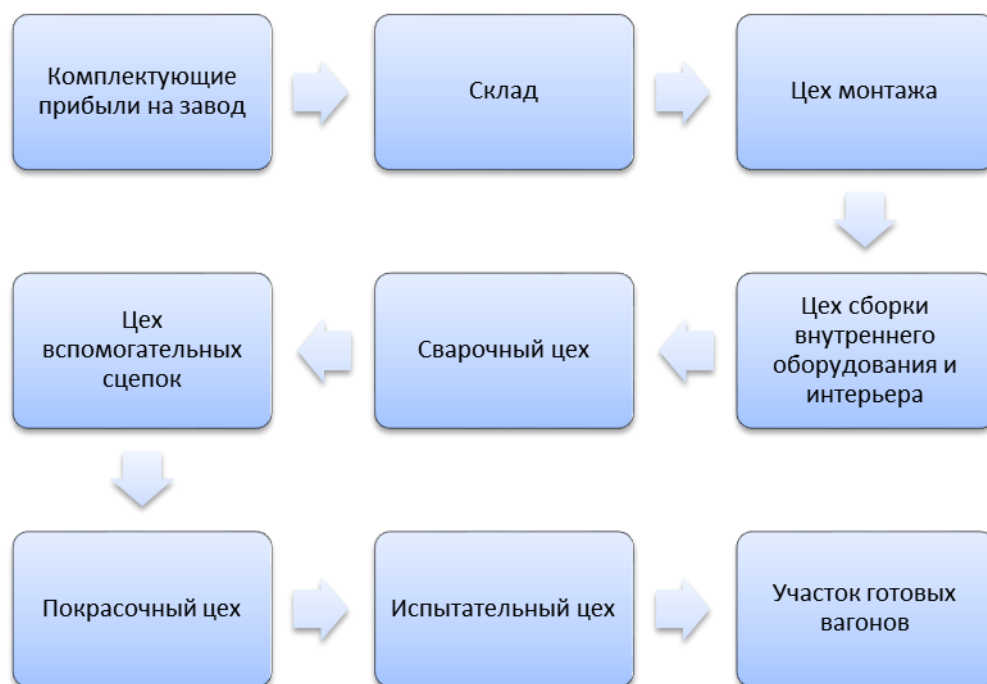 Комплектующие
прибыли на завод
Склад
Цех монтажа
Цех сборки
внутреннего
оборудования и
интерьера
Сварочный цех
Цех
вспомогательных
сцепок
Покрасочный цех
Испытательный цех
Участок готовых
вагонов